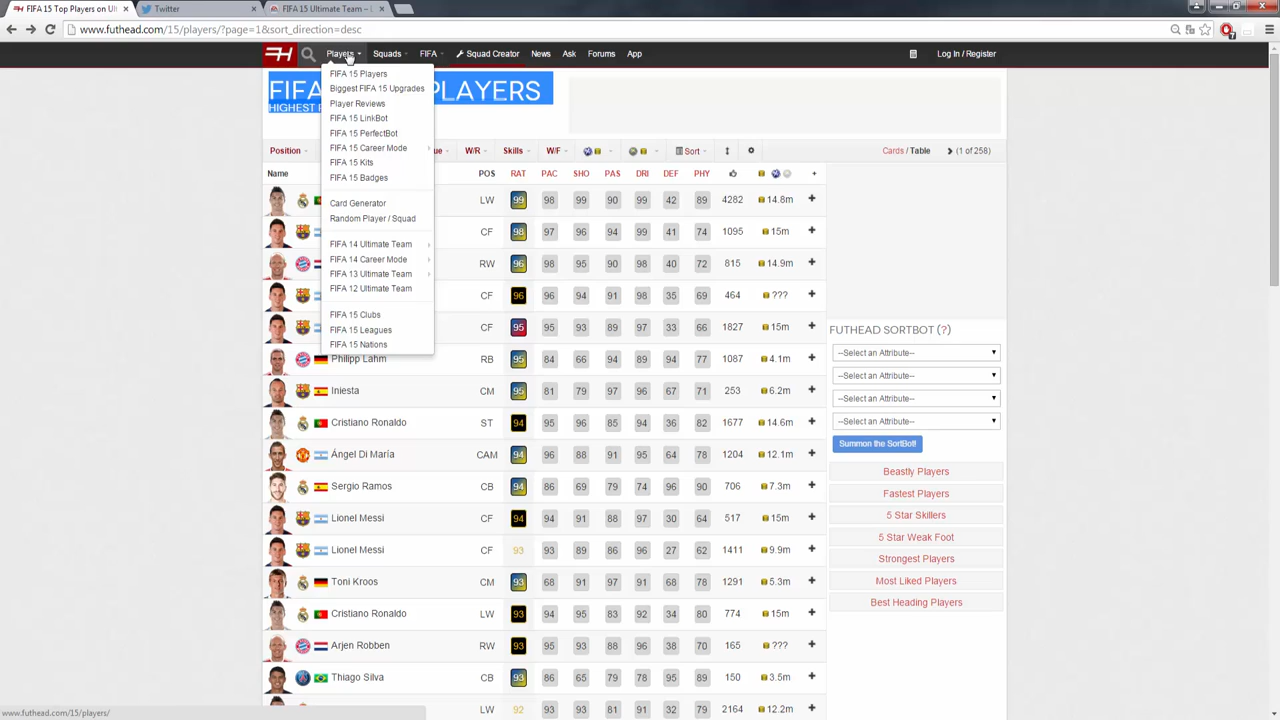 FIFA 15 Top Players on Ul
Twitter
FIFA 15 Ultimate Team – L
www.futhead.com/15/players/?page=1&sort_direction=desc
Players Squads FIFA Squad Creator News Ask Forums App Log In / Register
FIFA PLAYERS
HIGHEST
FIFA 15 Players
Biggest FIFA 15 Upgrades
Player Reviews
FIFA 15 LinkBot
FIFA 15 PerfectBot
FIFA 15 Career Mode
FIFA 15 Kits
FIFA 15 Badges
Card Generator
Random Player / Squad
FIFA 14 Ultimate Team
FIFA 14 Career Mode
FIFA 13 Ultimate Team
FIFA 12 Ultimate Team
FIFA 15 Clubs
FIFA 15 Leagues
FIFA 15 Nations
Position ue W/R Skills W/F Sort Cards / Table (1 of 258)
Name POS RAT PAC SHO PAS DRI DEF PHY +
LW 99 98 99 90 99 42 89 4282 14.8m +
CF 98 97 96 94 99 41 74 1095 15m +
RW 96 98 95 90 98 40 72 815 14.9m +
CF 96 96 94 91 98 35 69 464 ??? +
CF 95 95 93 89 97 33 66 1827 15m +
Philipp Lahm RB 95 84 66 89 94 94 77 1087 4.1m +
Iniesta CM 95 81 79 95 97 67 71 253 6.2m +
Cristiano Ronaldo ST 94 95 96 85 94 36 82 1677 14.6m +
Ángel Di María CAM 94 96 88 91 95 54 78 1204 12.1m +
Sergio Ramos CB 94 86 69 79 74 96 90 706 7.3m +
Lionel Messi CF 94 94 91 88 97 30 64 517 15m +
Lionel Messi CF 93 93 89 86 96 27 62 1411 9.9m +
Toni Kroos CM 93 68 91 97 91 68 78 1291 5.3m +
Cristiano Ronaldo LW 93 94 95 83 92 34 80 774 15m +
Arjen Robben RW 93 95 93 88 96 38 70 165 ??? +
Thiago Silva CB 93 86 65 79 78 95 89 150 3.5m +
LW 92 93 93 81 91 32 79 2164 12.2m +
FUTHEAD SORTBOT (?)
--Select an Attribute--
--Select an Attribute--
--Select an Attribute--
--Select an Attribute--
Summon the SortBot!
Beastly Players
Fastest Players
5 Star Skillers
5 Star Weak Foot
Strongest Players
Most Liked Players
Best Heading Players
www.futhead.com/15/players/